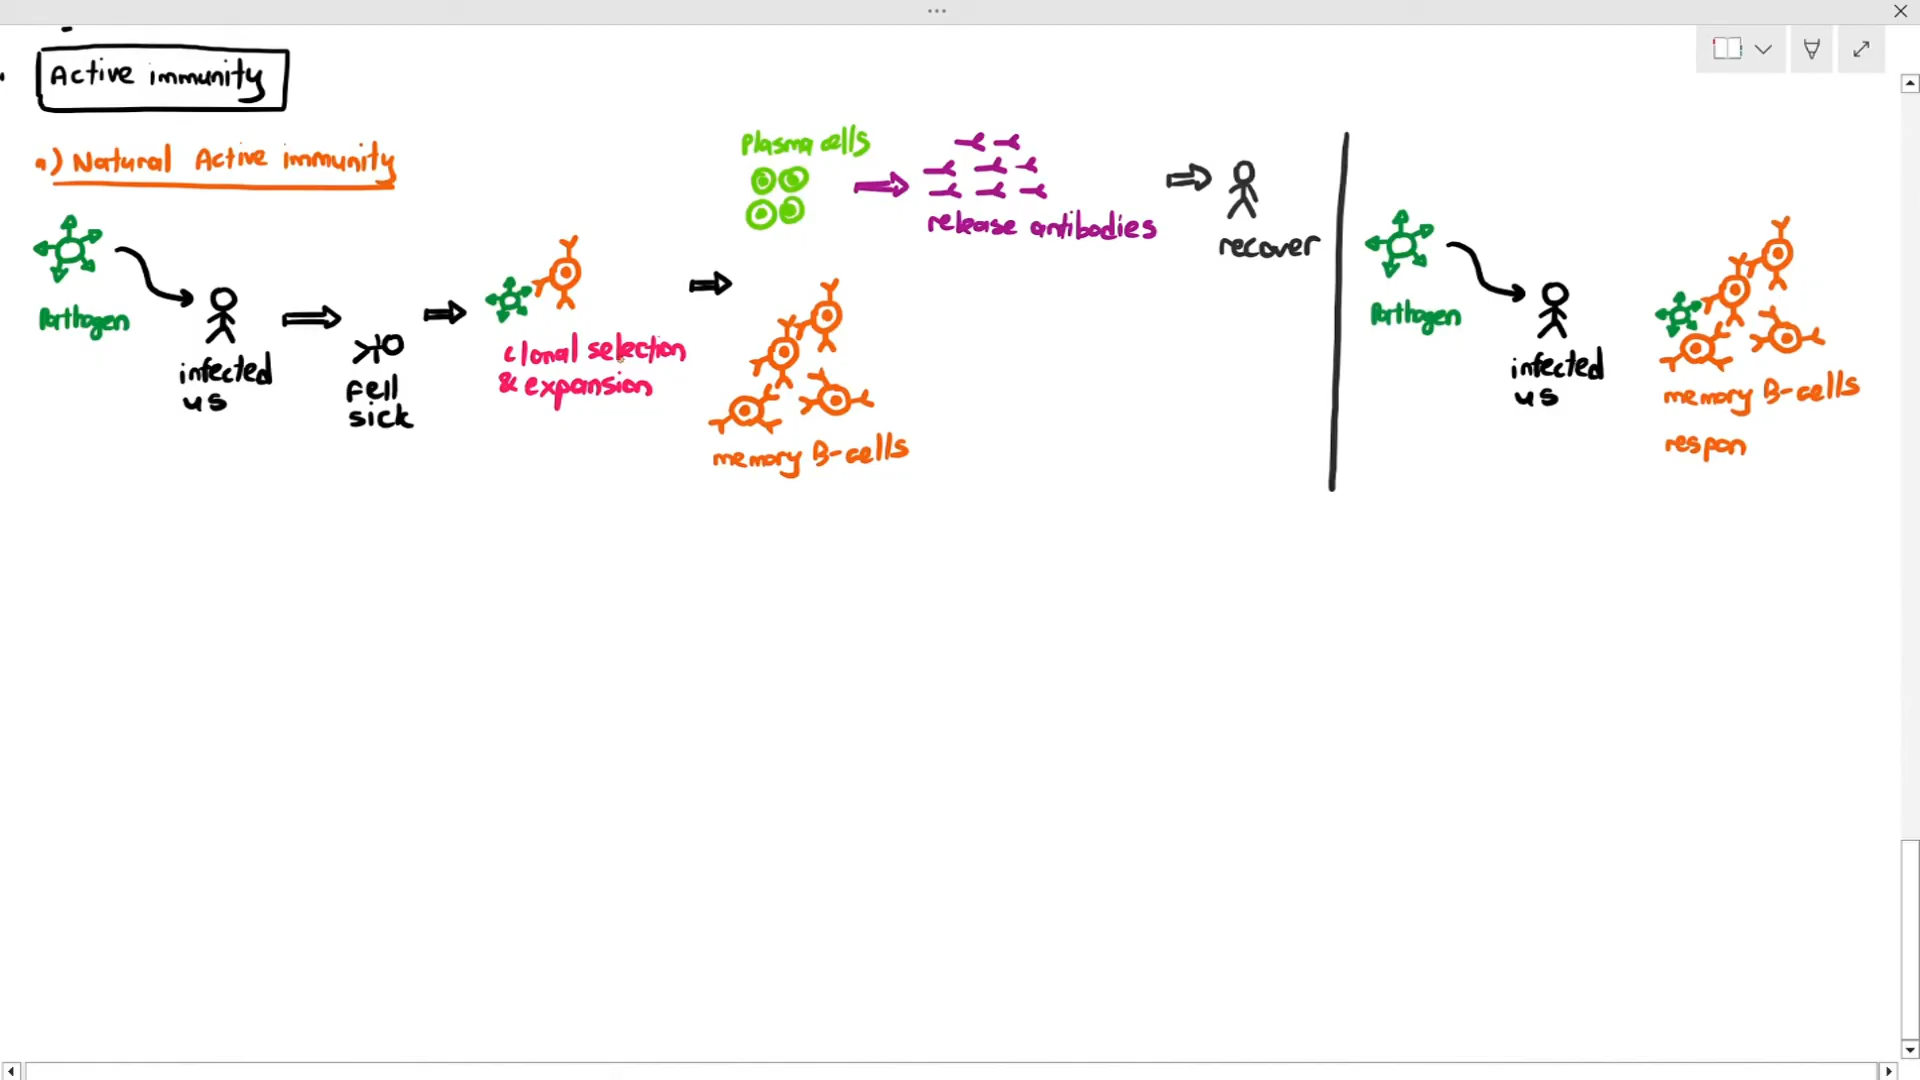 Active immunity
a) Natural Active immunity
Pathogen
infected
us
fell
sick
clonal selection
& expansion
Plasma cells
release antibodies
recover
memory B-cells
Pathogen
infected
us
memory B-cells
respon